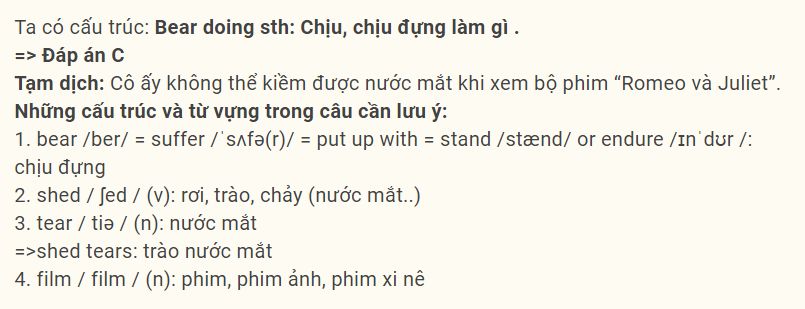 Ta có cấu trúc: Bear doing sth: Chịu, chịu đựng làm gì .
=> Đáp án C
Tạm dịch: Cô ấy không thể kiềm được nước mắt khi xem bộ phim “Romeo và Juliet”.
Những cấu trúc và từ vựng trong câu cần lưu ý:
1. bear /ber/ = suffer /ˈsʌfə(r)/ = put up with = stand /stænd/ or endure /ɪnˈdʊr /:
chịu đựng
2. shed / ʃed / (v): rơi, trào, chảy (nước mắt..)
3. tear / tiə / (n): nước mắt
=>shed tears: trào nước mắt
4. film / film / (n): phim, phim ảnh, phim xi nê